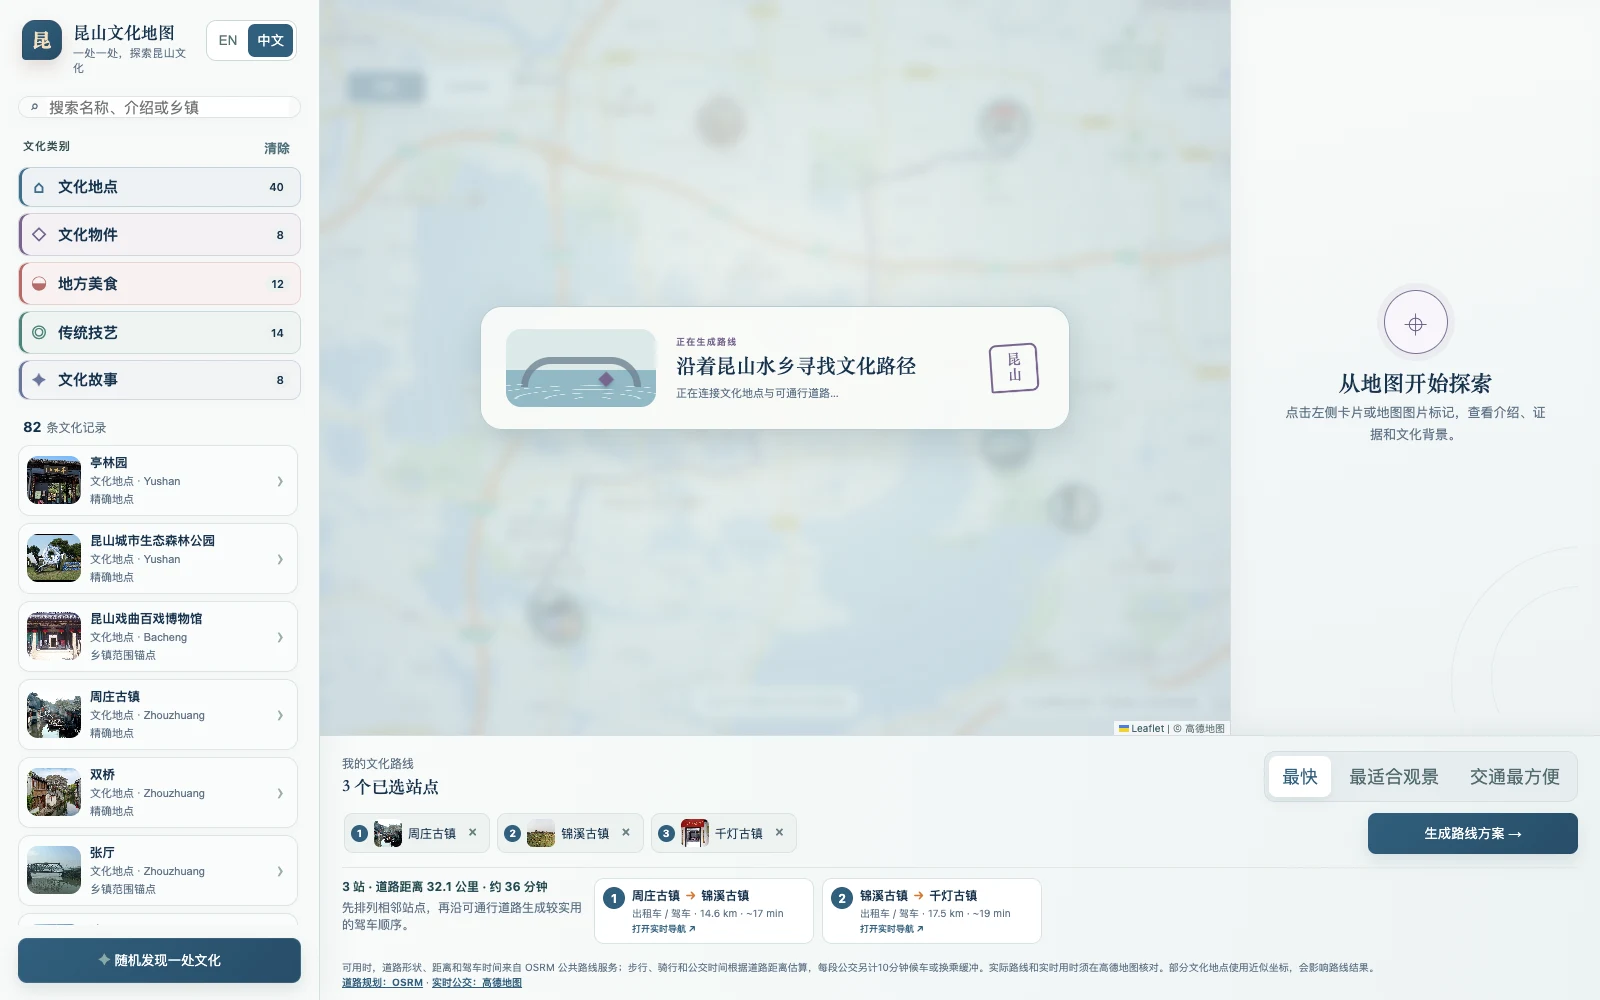 昆
昆山文化地图
一处一处，探索昆山文
化
EN 中文
搜索名称、介绍或乡镇
文化类别 清除
文化地点 40
文化物件 8
地方美食 12
传统技艺 14
文化故事 8
82 条文化记录
亭林园
文化地点 · Yushan
精确地点
昆山城市生态森林公园
文化地点 · Yushan
精确地点
昆山戏曲百戏博物馆
文化地点 · Bacheng
乡镇范围锚点
周庄古镇
文化地点 · Zhouzhuang
精确地点
双桥
文化地点 · Zhouzhuang
精确地点
张厅
文化地点 · Zhouzhuang
乡镇范围锚点
随机发现一处文化
正在生成路线
沿着昆山水乡寻找文化路径
正在连接文化地点与可通行道路...
昆
山
Leaflet | © 高德地图
从地图开始探索
点击左侧卡片或地图图片标记，查看介绍、证
据和文化背景。
我的文化路线
3 个已选站点
最快 最适合观景 交通最方便
1 周庄古镇 ×
2 锦溪古镇 ×
3 千灯古镇 ×
生成路线方案 →
3 站 · 道路距离 32.1 公里 · 约 36 分钟
先排列相邻站点，再沿可通行道路生成较实用
的驾车顺序。
1 周庄古镇 → 锦溪古镇
出租车 / 驾车 · 14.6 km · ~17 min
打开实时导航 ↗
2 锦溪古镇 → 千灯古镇
出租车 / 驾车 · 17.5 km · ~19 min
打开实时导航 ↗
可用时，道路形状、距离和驾车时间来自 OSRM 公共路线服务；步行、骑行和公交时间根据道路距离估算，每段公交另计10分钟候车或换乘缓冲。实际路线和实时用时须在高德地图核对。部分文化地点使用近似坐标，会影响路线结果。
道路规划：OSRM · 实时公交：高德地图